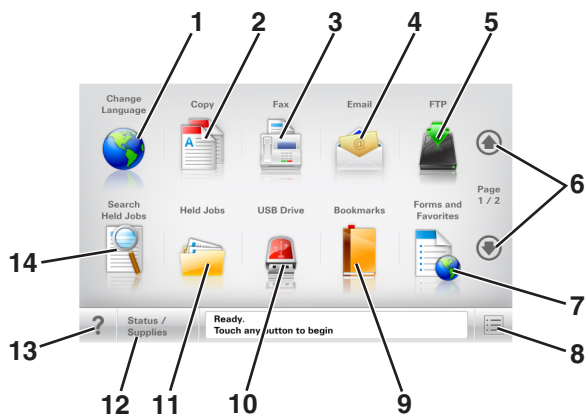 1 2 3 4 5
Change Language Copy Fax Email FTP
A @
6
Page
1 / 2
Search Held Jobs Held Jobs USB Drive Bookmarks Forms and Favorites
14
7
? Status / Supplies Ready.
Touch any button to begin
13 12 11 10 9 8